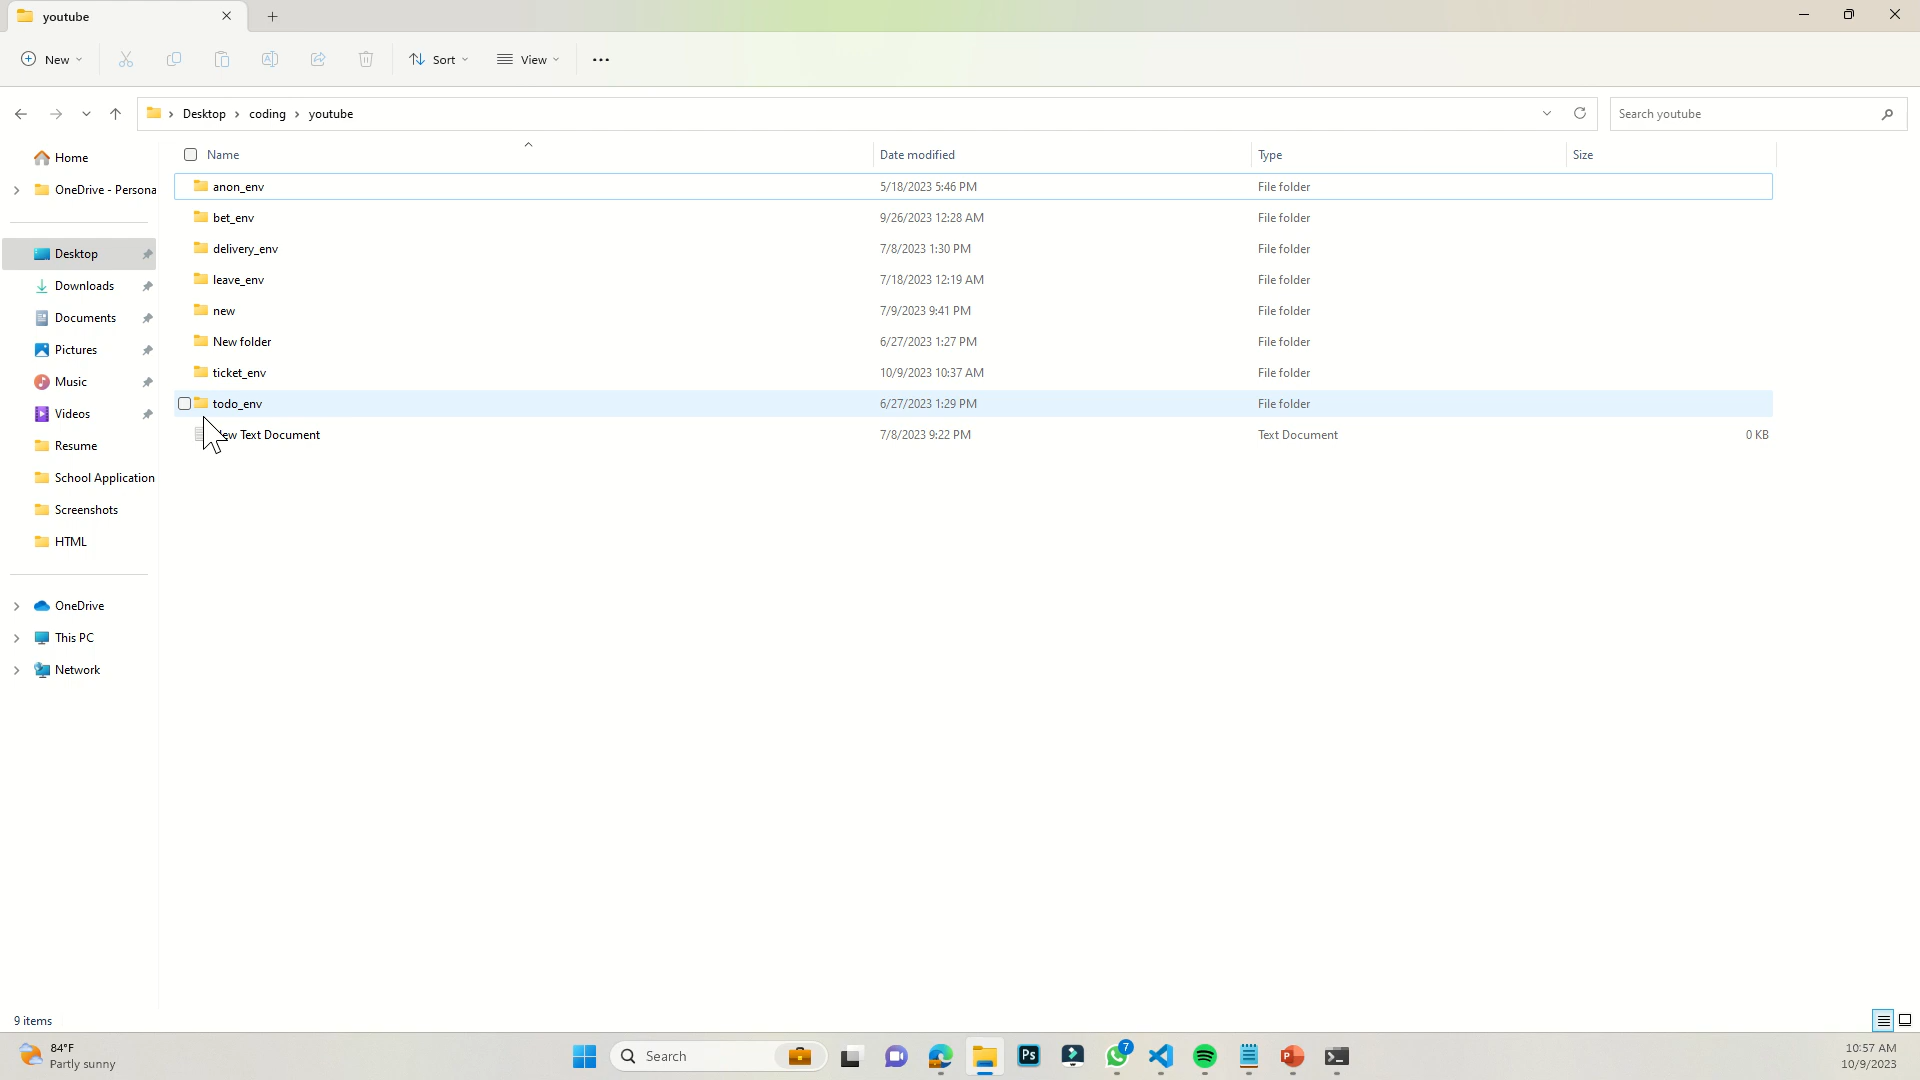 youtube
New
Sort
View
Desktop
coding
youtube
Search youtube
Home
OneDrive - Persona
Desktop
Downloads
Documents
Pictures
Music
Videos
Resume
School Application
Screenshots
HTML
OneDrive
This PC
Network
Name Date modified Type Size
anon_env 5/18/2023 5:46 PM File folder
bet_env 9/26/2023 12:28 AM File folder
delivery_env 7/8/2023 1:30 PM File folder
leave_env 7/18/2023 12:19 AM File folder
new 7/9/2023 9:41 PM File folder
New folder 6/27/2023 1:27 PM File folder
ticket_env 10/9/2023 10:37 AM File folder
todo_env 6/27/2023 1:29 PM File folder
ew Text Document 7/8/2023 9:22 PM Text Document 0 KB
9 items
84°F
Partly sunny
Search
Ps
7
10:57 AM
10/9/2023